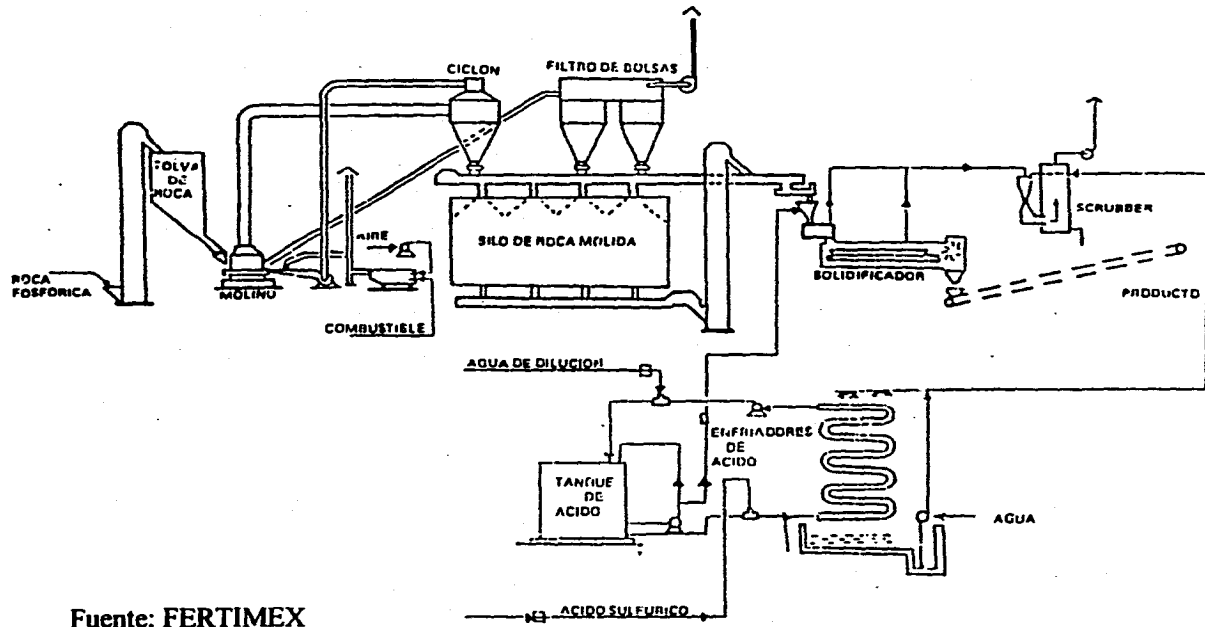 CICLON
FILTRO DE BOLSAS
TOLVA
DE
ROCA
AIRE
SILO DE ROCA MOLIDA
SCRUBBER
SOLIDIFICADOR
ROCA
FOSFORICA
MOLINO
PRODUCTO
COMBUSTIBLE
AGUA DE DILUCION
ENFRIADORES
DE
ACIDO
TANQUE
DE
ACIDO
AGUA
ACIDO SULFURICO
Fuente: FERTIMEX